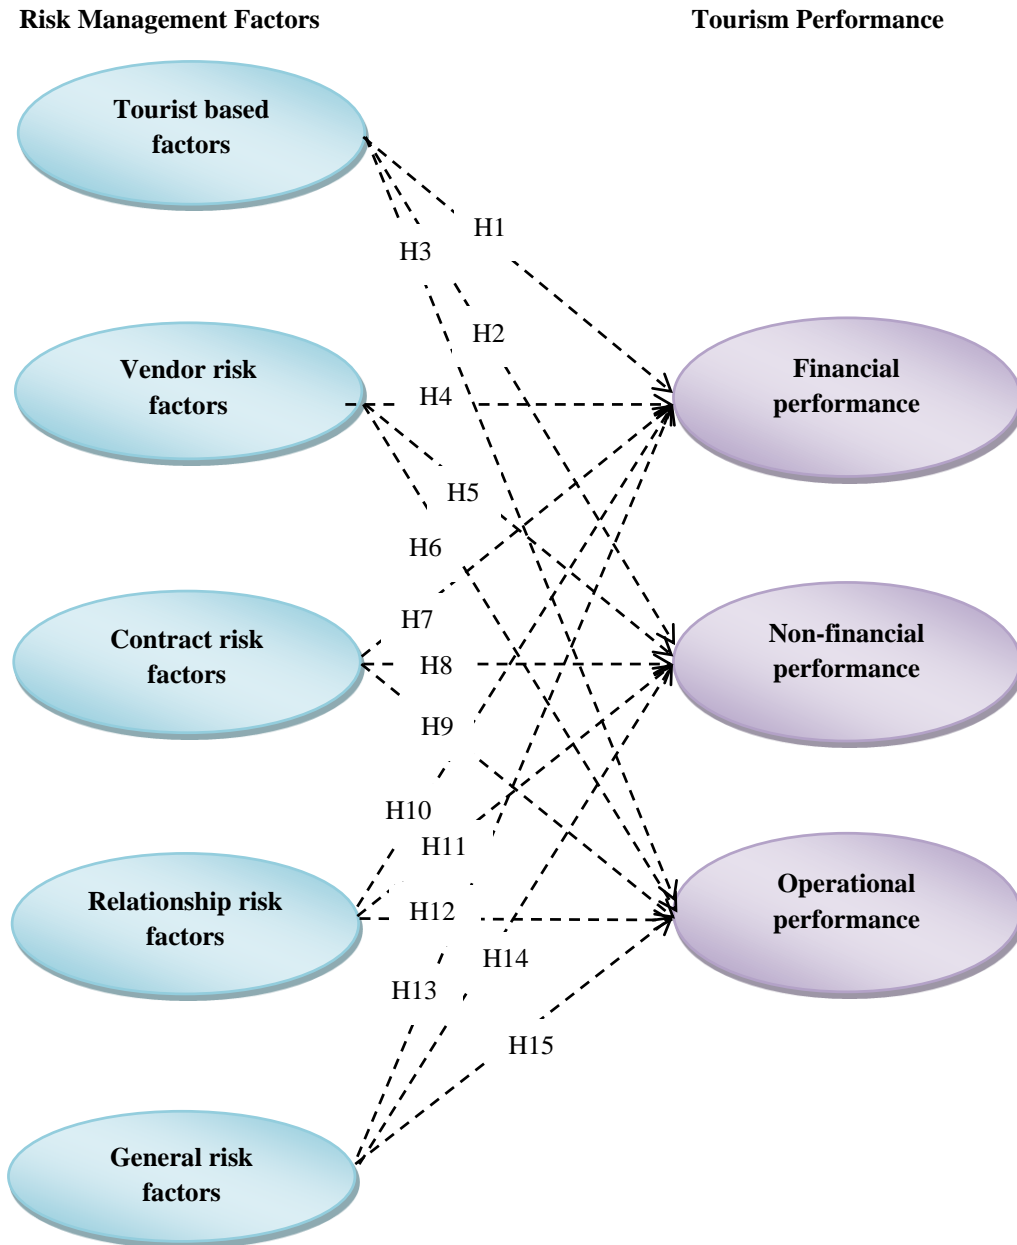 Risk Management Factors
Tourism Performance
Tourist based
factors
H1
H3
H2
Vendor risk
factors
H4
Financial
performance
H5
H6
Contract risk
factors
H7
H8
Non-financial
performance
H9
H10
H11
Relationship risk
factors
H12
Operational
performance
H14
H13
H15
General risk
factors